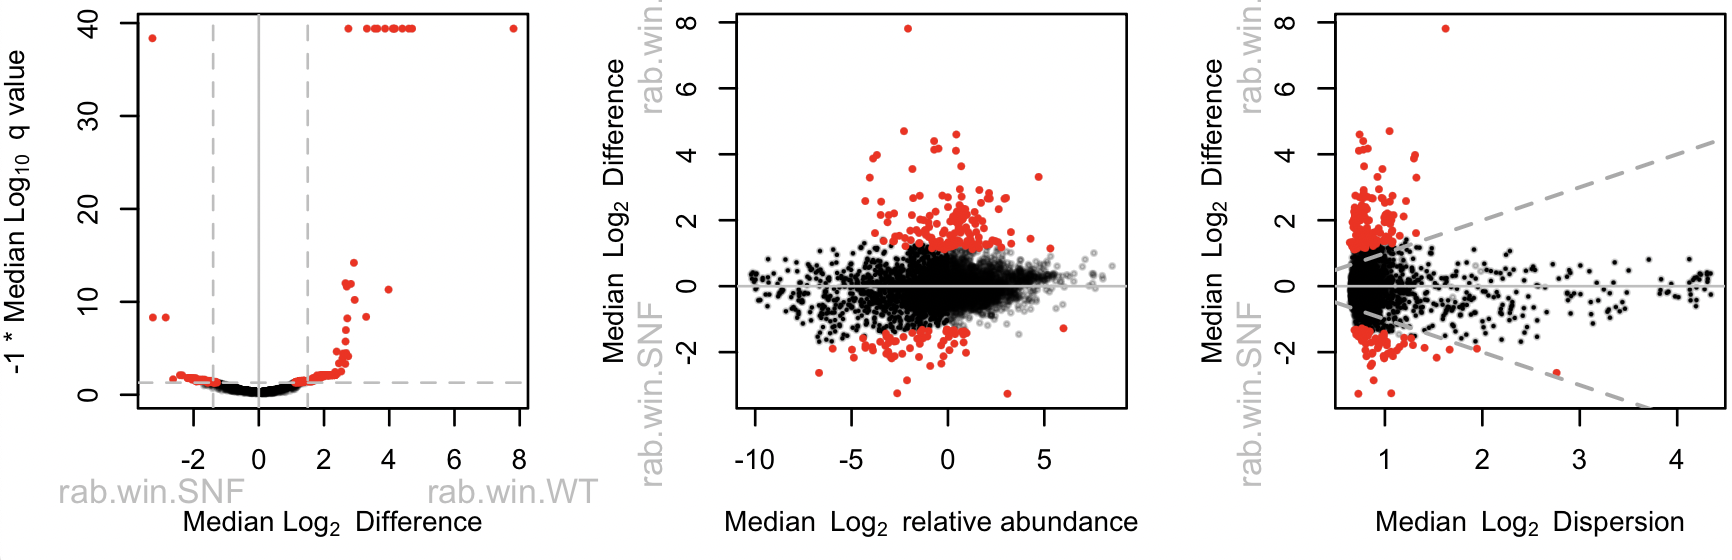 -1 * Median Log10 q value
0 10 20 30 40
-2 0 2 4 6 8
rab.win.SNF rab.win.WT
Median Log2 Difference
rab.win.SNF rab.win.
Median Log2 Difference
-2 0 2 4 6 8
-10 -5 0 5
Median Log2 relative abundance
rab.win.SNF rab.win.
Median Log2 Difference
-2 0 2 4 6 8
1 2 3 4
Median Log2 Dispersion